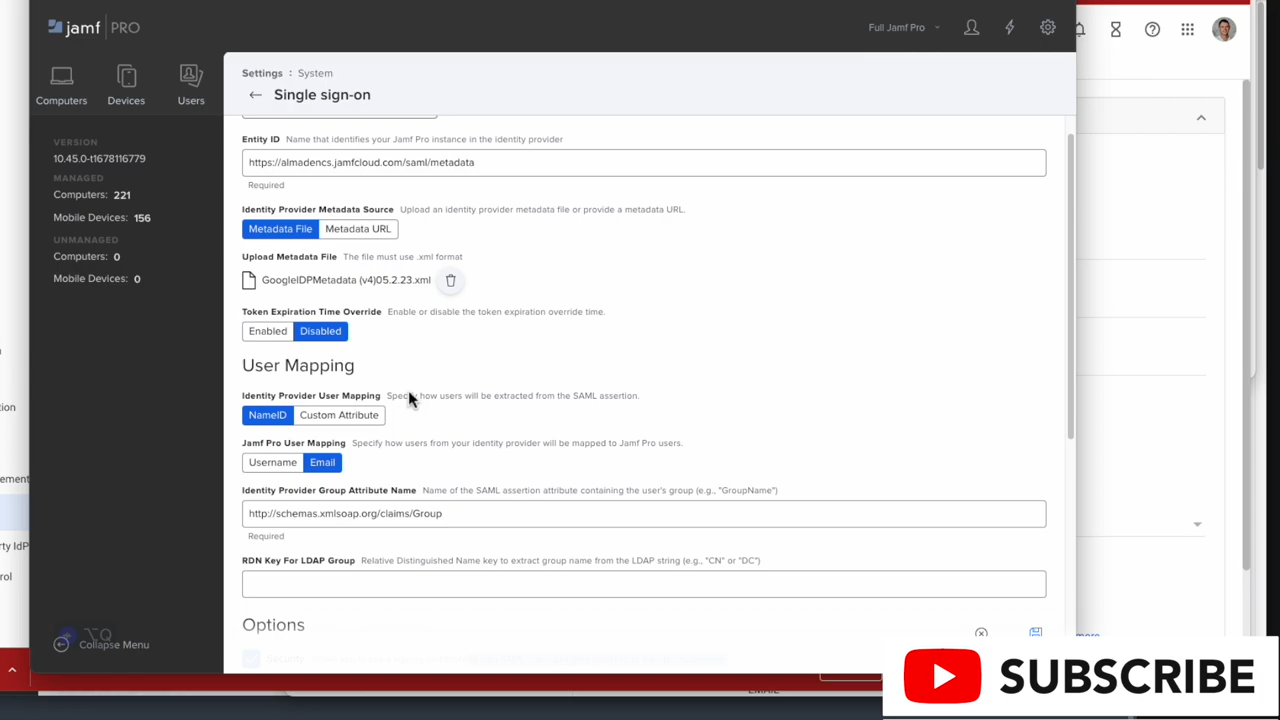 jamf PRO
Full Jamf Pro
Computers
Devices
Users
VERSION
10.45.0-t1678116779
MANAGED
Computers: 221
Mobile Devices: 156
UNMANAGED
Computers: 0
Mobile Devices: 0
Collapse Menu
Settings : System
Single sign-on
Entity ID Name that identifies your Jamf Pro instance in the identity provider
https://almadencs.jamfcloud.com/saml/metadata
Required
Identity Provider Metadata Source Upload an identity provider metadata file or provide a metadata URL.
Metadata File Metadata URL
Upload Metadata File The file must use .xml format
GoogleIDPMetadata (v4)05.2.23.xml
Token Expiration Time Override Enable or disable the token expiration override time.
Enabled Disabled
User Mapping
Identity Provider User Mapping Specify how users will be extracted from the SAML assertion.
NameID Custom Attribute
Jamf Pro User Mapping Specify how users from your identity provider will be mapped to Jamf Pro users.
Username Email
Identity Provider Group Attribute Name Name of the SAML assertion attribute containing the user's group (e.g., "GroupName")
http://schemas.xmlsoap.org/claims/Group
Required
RDN Key For LDAP Group Relative Distinguished Name key to extract group name from the LDAP string (e.g., "CN" or "DC")
Options
Security
SUBSCRIBE